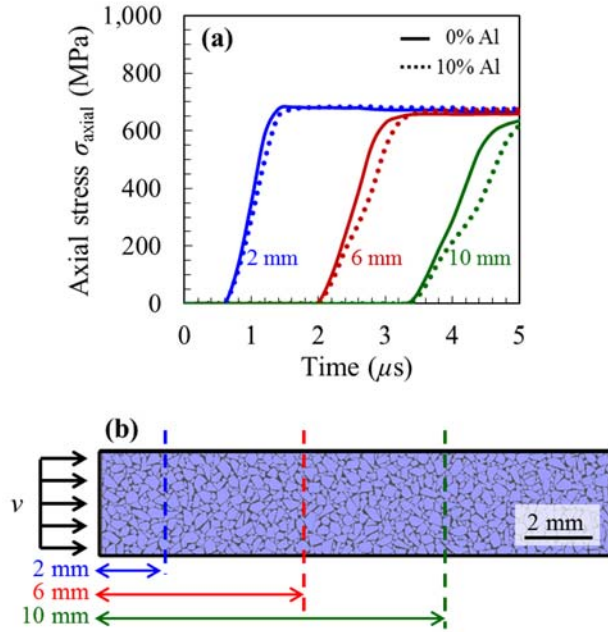 (a)
0% Al
10% Al
Axial stress σaxial (MPa)
1,000
800
600
400
200
0
2 mm
6 mm
10 mm
0 1 2 3 4 5
Time (μs)
(b)
v
2 mm
2 mm
6 mm
10 mm